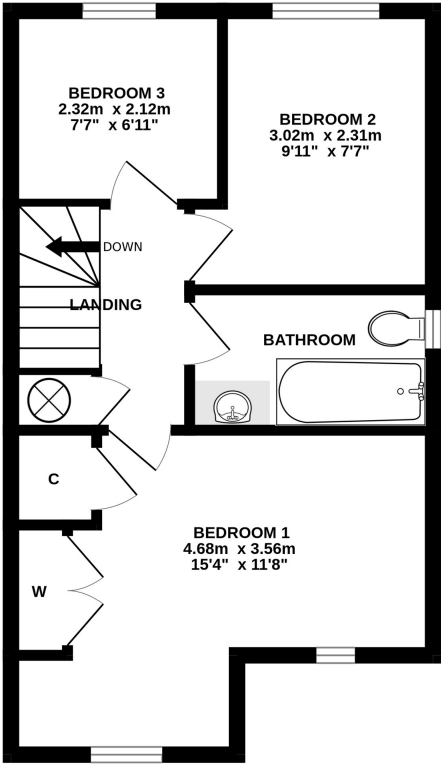 BEDROOM 3
2.32m x 2.12m
7'7" x 6'11"
BEDROOM 2
3.02m x 2.31m
9'11" x 7'7"
DOWN
LANDING
BATHROOM
C
BEDROOM 1
4.68m x 3.56m
15'4" x 11'8"
W